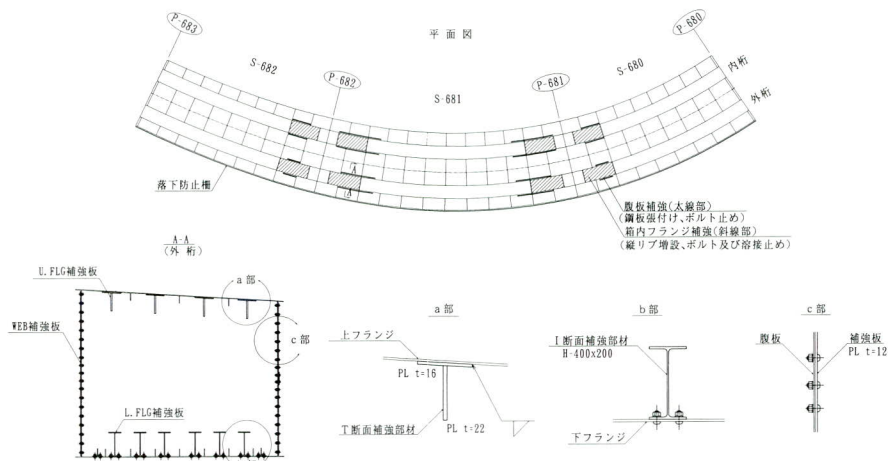 平面図
P-683
S-682
P-682
S-681
P-681
S-680
P-680
内桁
外桁
落下防止柵
A
A
腹板補強(太線部)
(鋼板張付け、ボルト止め)
箱内フランジ補強(斜線部)
(縦リブ増設、ボルト及び溶接止め)
A-A
(外桁)
U.FLG補強板
a部
WEB補強板
c部
L.FLG補強板
a部
上フランジ
PL t=16
T断面補強部材
PL t=22
b部
I断面補強部材
H-400x200
下フランジ
c部
腹板
補強板
PL t=12